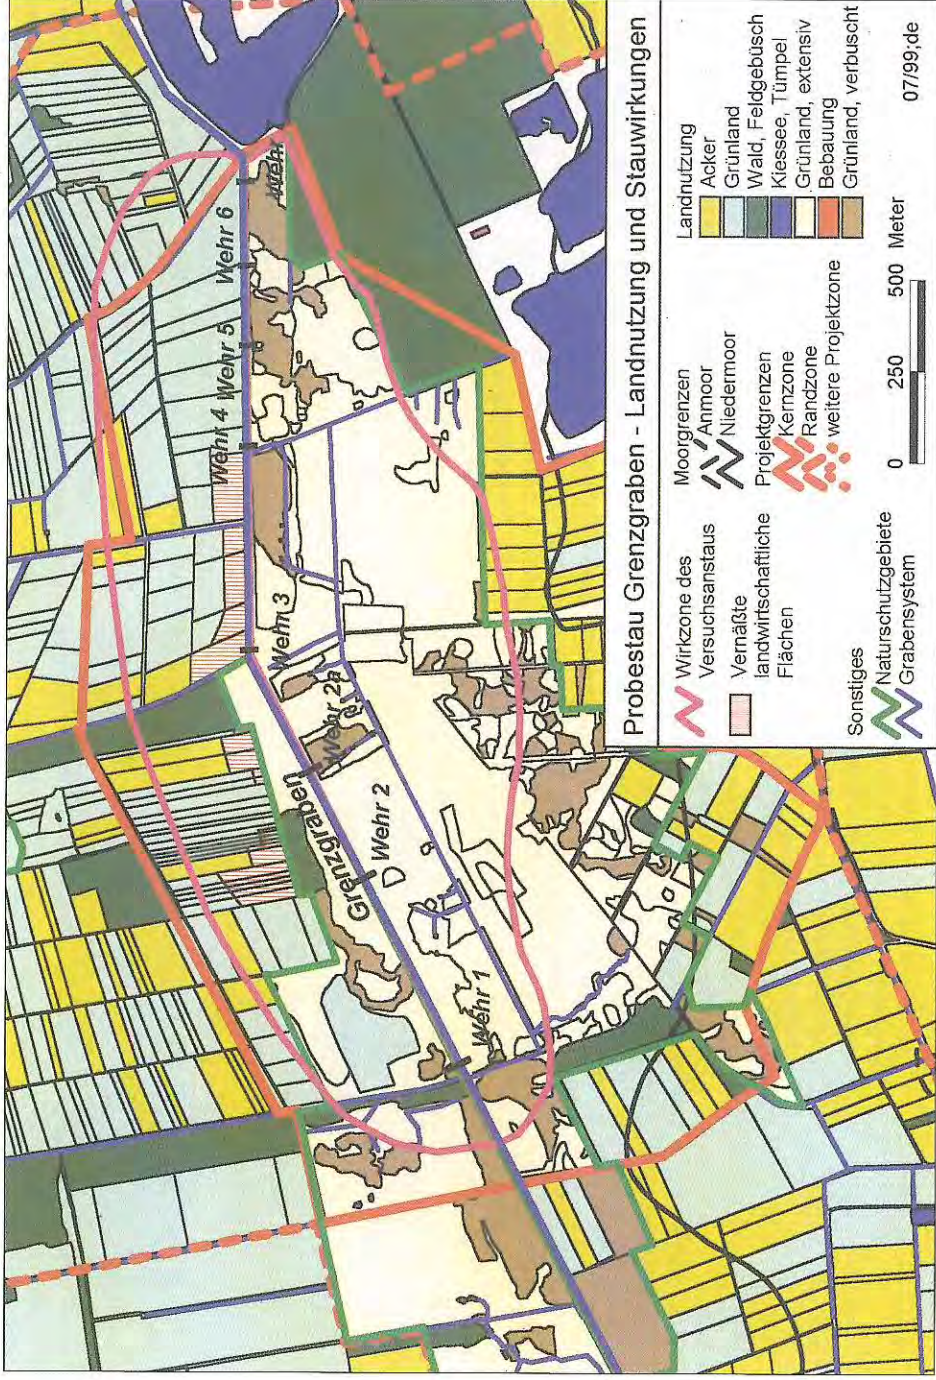 Grenzgraben
Wehr 1
Wehr 2
Wehr 2a
Wehr 3
Wehr 4
Wehr 5
Wehr 6
Wehr
Probestau Grenzgraben - Landnutzung und Stauwirkungen
Wirkzone des
Versuchsanstaus
Vernäßte
landwirtschaftliche
Flächen
Sonstiges
Naturschutzgebiete
Grabensystem
Moorgrenzen
Anmoor
Niedermoor
Projektgrenzen
Kernzone
Randzone
weitere Projektzone
Landnutzung
Acker
Grünland
Wald, Feldgebüsch
Kiessee, Tümpel
Grünland, extensiv
Bebauung
Grünland, verbuscht
0 250 500 Meter
07/99;de